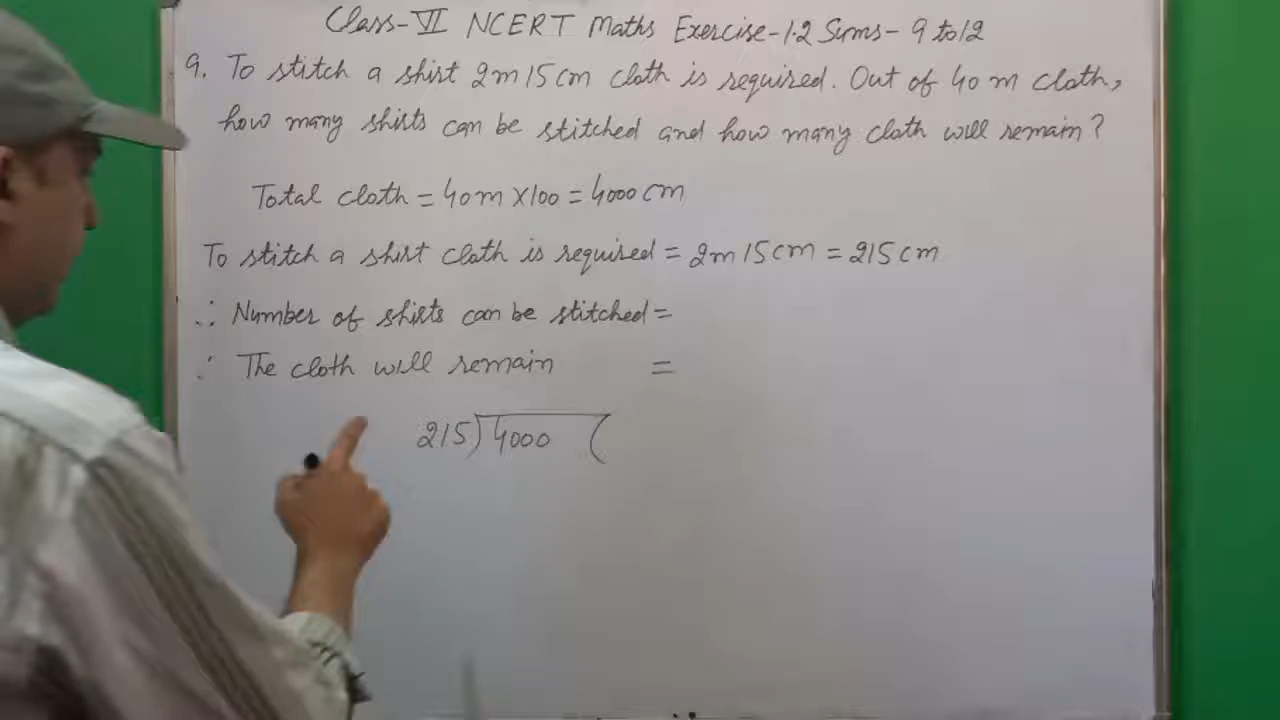 Class-VI NCERT Maths Exercise-1.2 Sums-9 to 12
9. To stitch a shirt 2m 15cm cloth is required. Out of 40 m cloth,
how many shirts can be stitched and how many cloth will remain?
Total cloth = 40m × 100 = 4000cm
To stitch a shirt cloth is required = 2m 15cm = 215cm
∴ Number of shirts can be stitched =
∴ The cloth will remain =
215)4000(